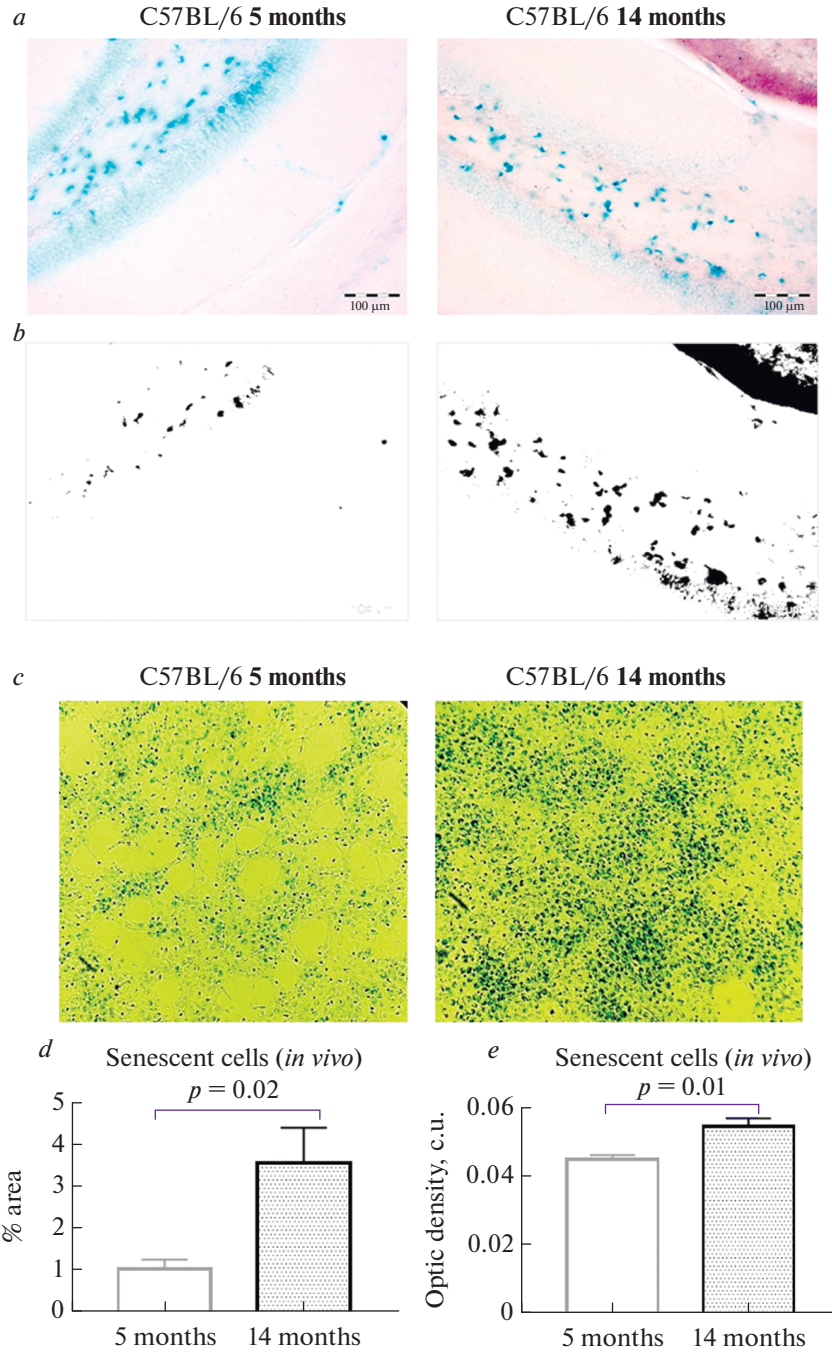 a
C57BL/6 5 months
C57BL/6 14 months
100 μm
100 μm
b
c
C57BL/6 5 months
C57BL/6 14 months
d
Senescent cells (in vivo)
p = 0.02
% area
5
4
3
2
1
0
5 months
14 months
e
Senescent cells (in vivo)
p = 0.01
Optic density, c.u.
0.06
0.04
0.02
0
5 months
14 months